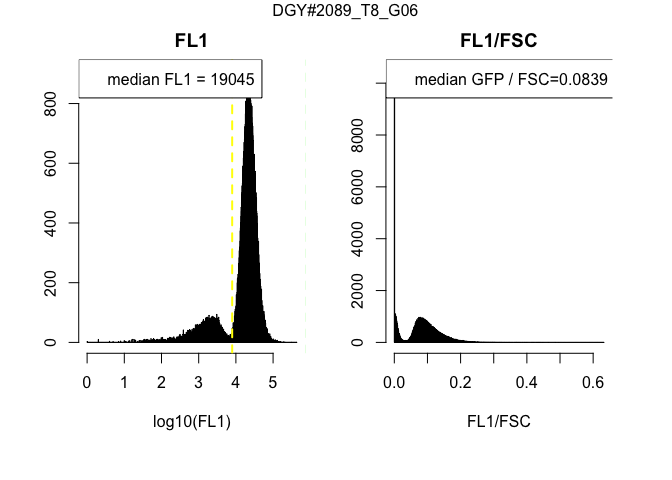 DGY#2089_T8_G06
FL1
median FL1 = 19045
0 200 400 600 800
0 1 2 3 4 5
log10(FL1)
FL1/FSC
median GFP / FSC=0.0839
0 2000 4000 6000 8000
0.0 0.2 0.4 0.6
FL1/FSC